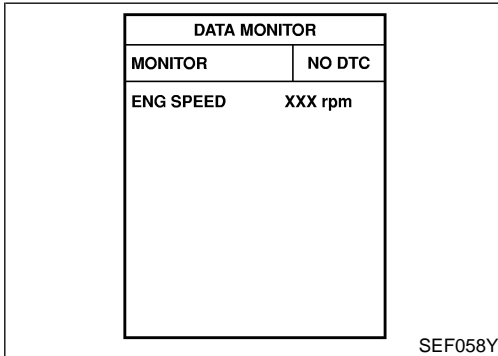 DATA MONITOR
MONITOR NO DTC
ENG SPEED XXX rpm
SEF058Y